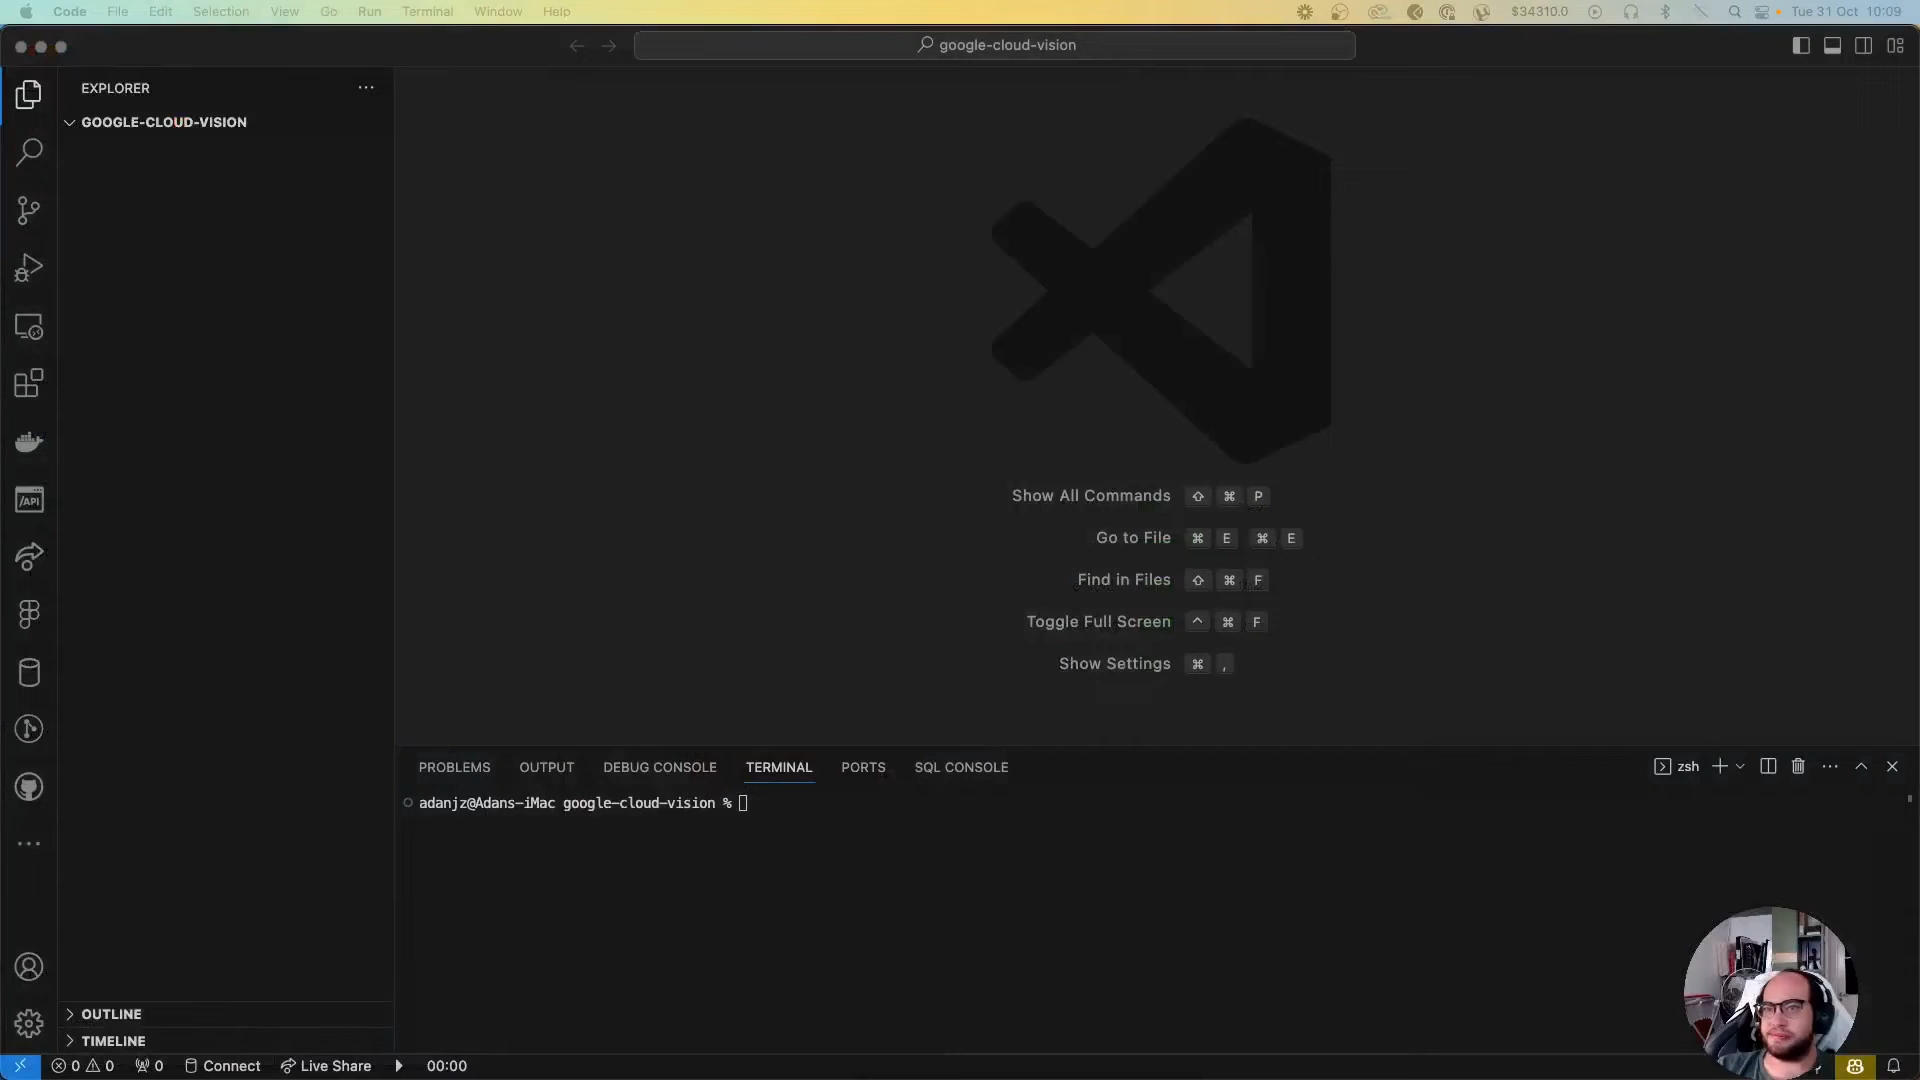 Code File Edit Selection View Go Run Terminal Window Help $34310.0 Tue 31 Oct 10:09
google-cloud-vision
EXPLORER
GOOGLE-CLOUD-VISION
/API
Show All Commands ⇧ ⌘ P
Go to File ⌘ E ⌘ E
Find in Files ⇧ ⌘ F
Toggle Full Screen ^ ⌘ F
Show Settings ⌘ ,
PROBLEMS OUTPUT DEBUG CONSOLE TERMINAL PORTS SQL CONSOLE zsh
adanjz@Adans-iMac google-cloud-vision %
OUTLINE
TIMELINE
0 0 0 Connect Live Share 00:00